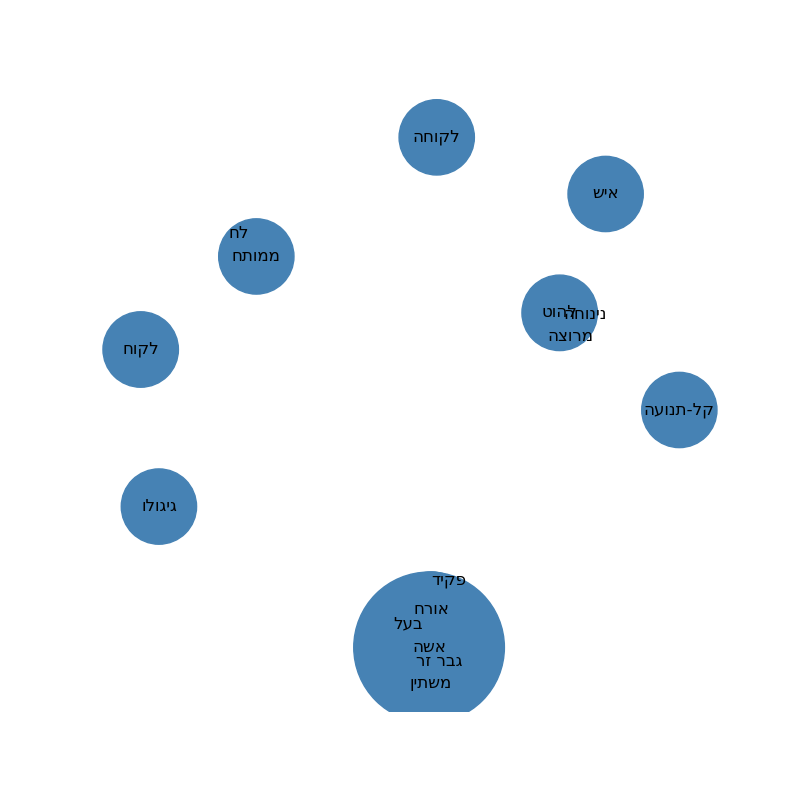 לקוחה
איש
לח
ממותח
להוט
נינוחה
מרוצה
לקוח
קל-תנועה
גיגולו
פקיד
אורח
בעל
אשה
גבר זר
משתין